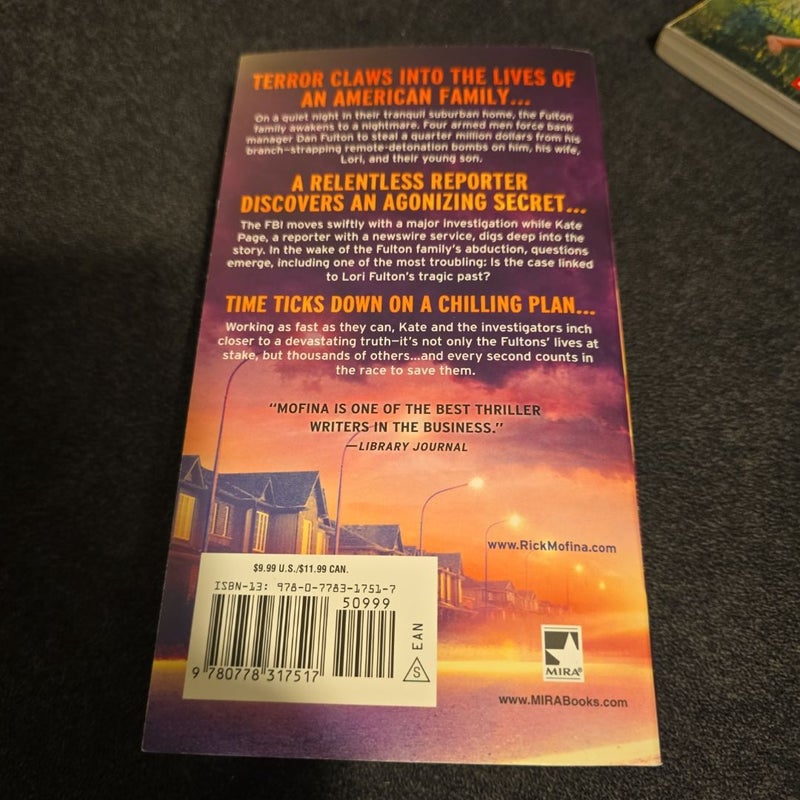 TERROR CLAWS INTO THE LIVES OF
AN AMERICAN FAMILY...
On a quiet night in their tranquil suburban home, the Fulton
family awakens to a nightmare. Four armed men force bank
manager Dan Fulton to steal a quarter million dollars from his
branch—strapping remote-detonation bombs on him, his wife,
Lori, and their young son.
A RELENTLESS REPORTER
DISCOVERS AN AGONIZING SECRET...
The FBI moves swiftly with a major investigation while Kate
Page, a reporter with a newswire service, digs deep into the
story. In the wake of the Fulton family's abduction, questions
emerge, including one of the most troubling: Is the case linked
to Lori Fulton's tragic past?
TIME TICKS DOWN ON A CHILLING PLAN...
Working as fast as they can, Kate and the investigators inch
closer to a devastating truth—it's not only the Fultons' lives at
stake, but thousands of others...and every second counts in
the race to save them.
"MOFINA IS ONE OF THE BEST THRILLER
WRITERS IN THE BUSINESS."
—LIBRARY JOURNAL
www.RickMofina.com
$9.99 U.S./$11.99 CAN.
ISBN-13: 978-0-7783-1751-7
50999
9 780778 317517
EAN
S
MIRA®
www.MIRABooks.com